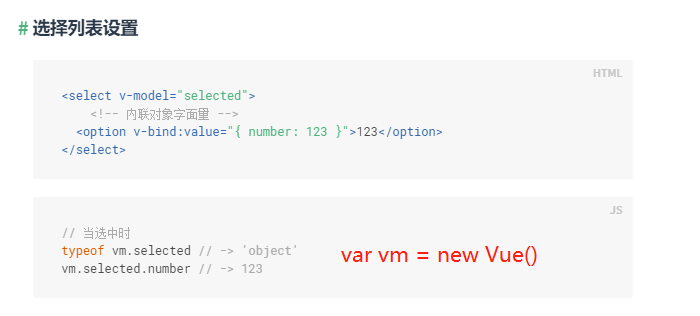 # 选择列表设置
HTML
<select v-model="selected">
<!-- 内联对象字面量 -->
<option v-bind:value="{ number: 123 }">123</option>
</select>
JS
// 当选中时
typeof vm.selected // -> 'object'
vm.selected.number // -> 123
var vm = new Vue()